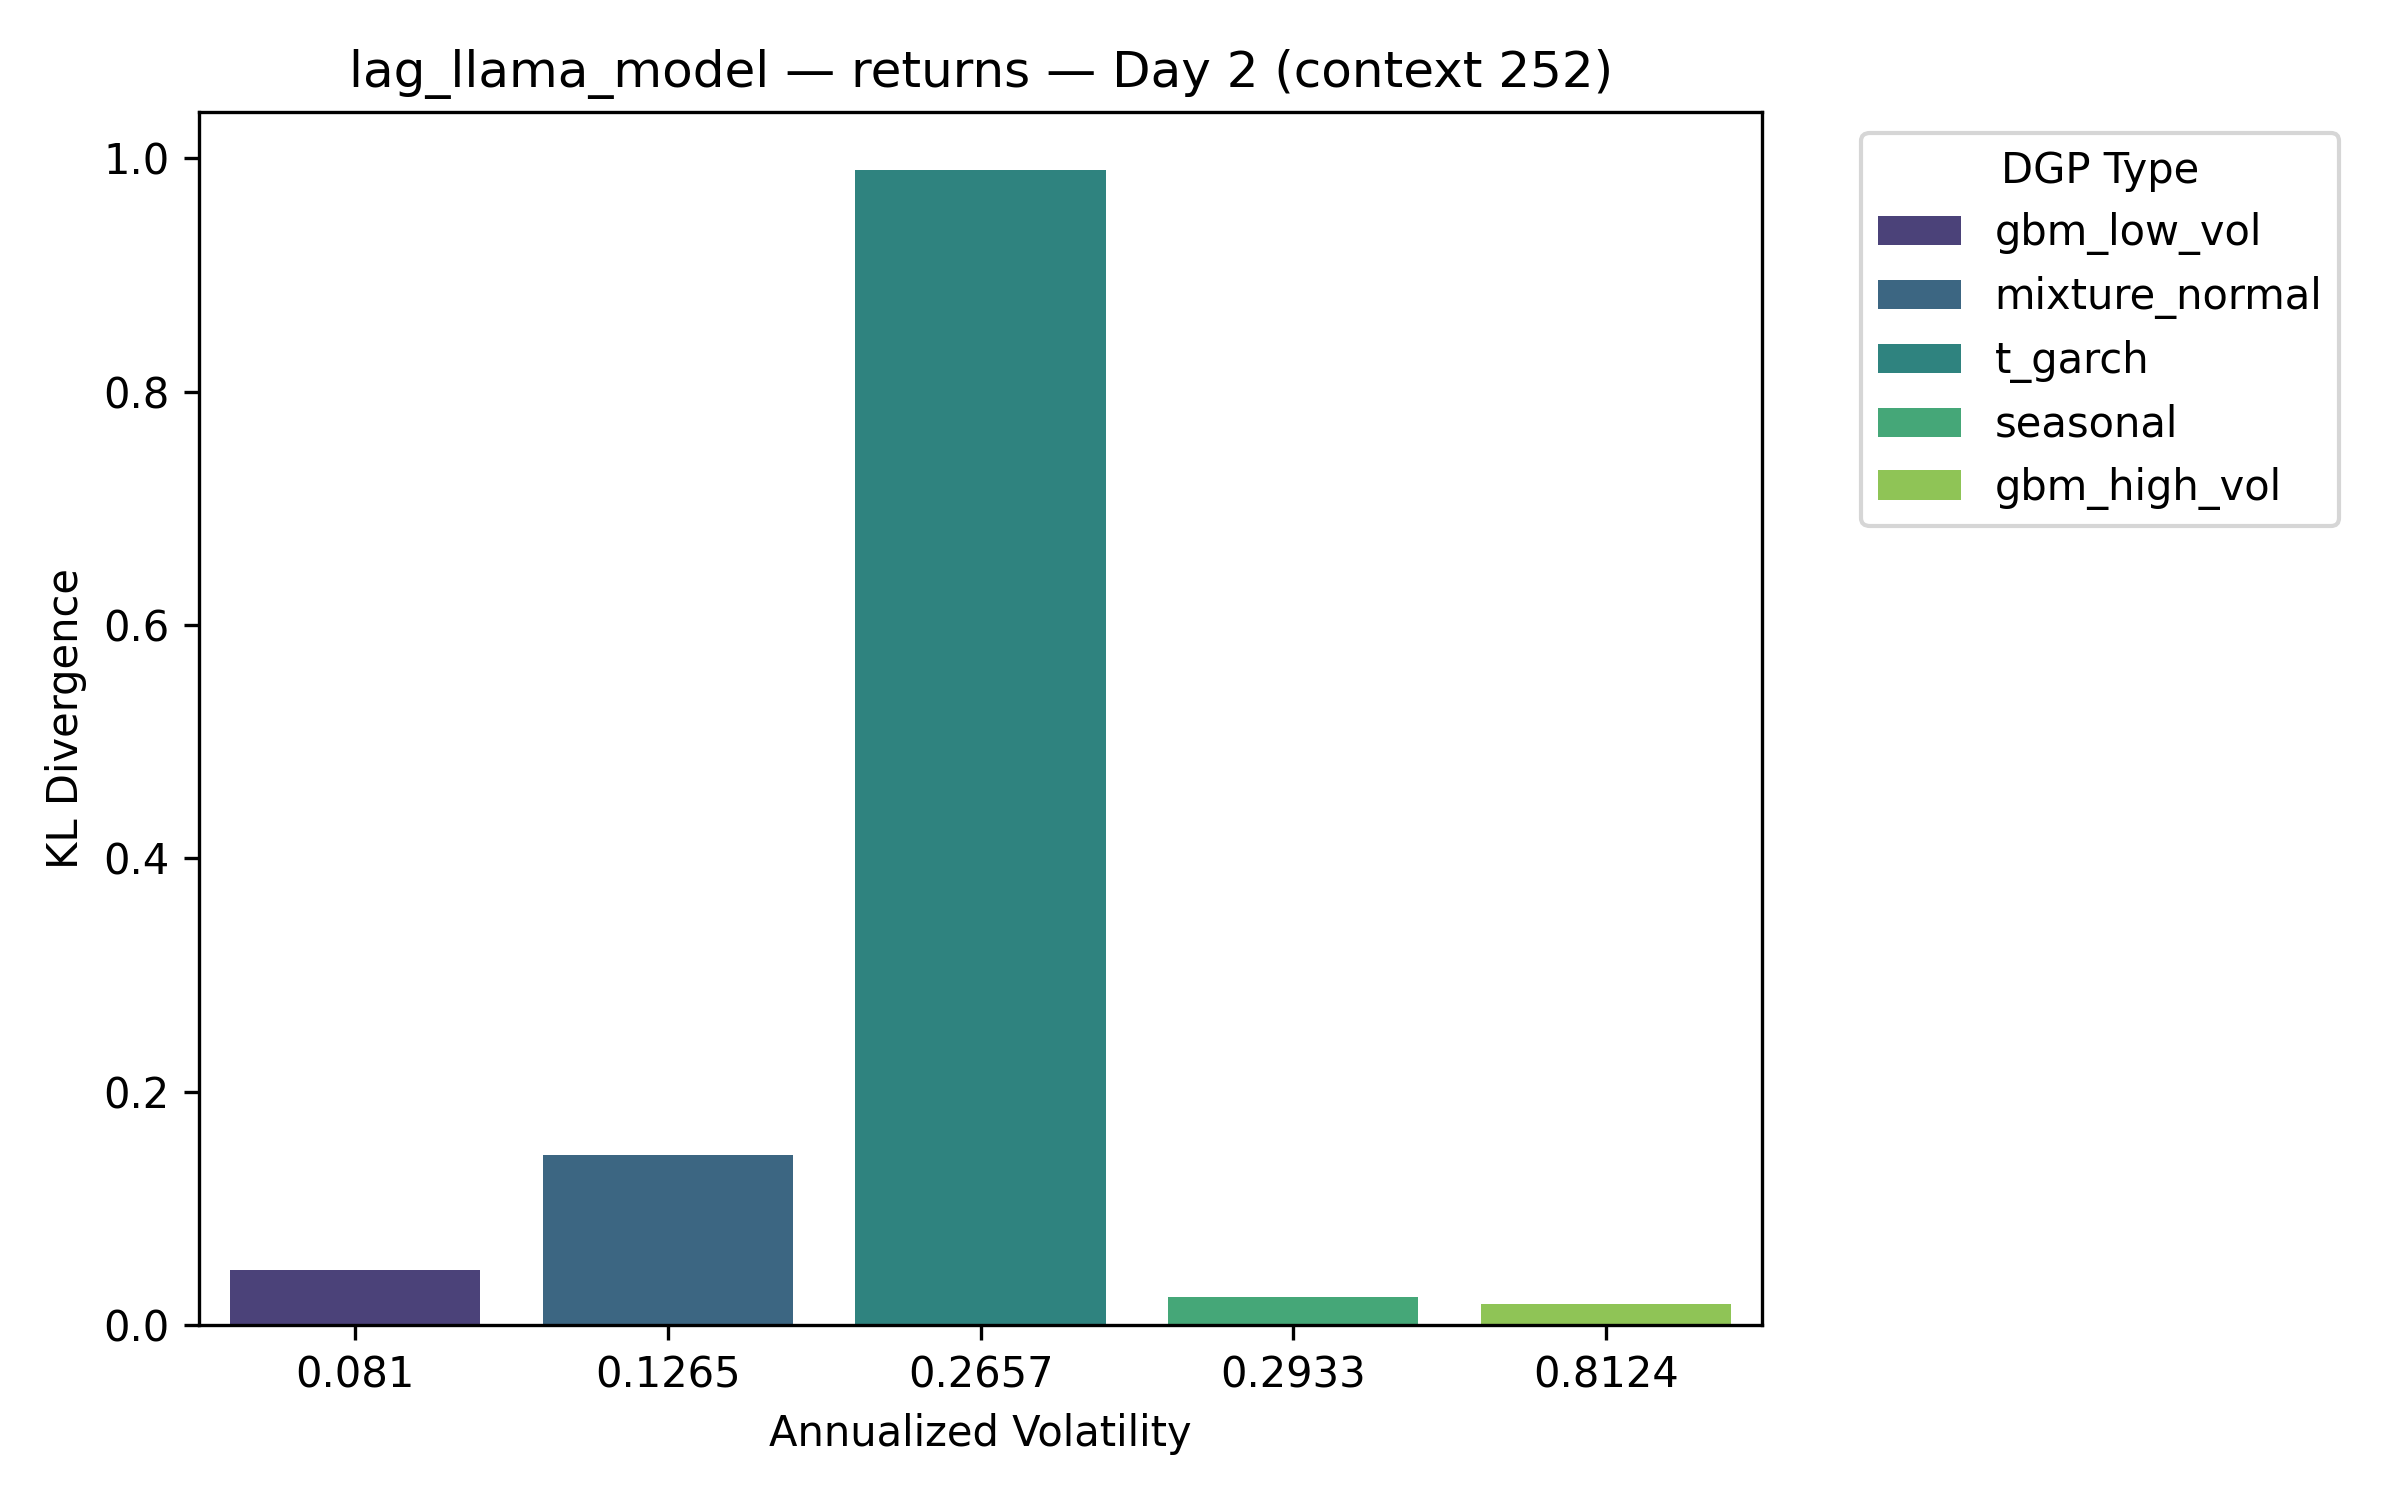 lag_llama_model — returns — Day 2 (context 252)
DGP Type
gbm_low_vol
mixture_normal
t_garch
seasonal
gbm_high_vol
KL Divergence
1.0
0.8
0.6
0.4
0.2
0.0
0.081 0.1265 0.2657 0.2933 0.8124
Annualized Volatility